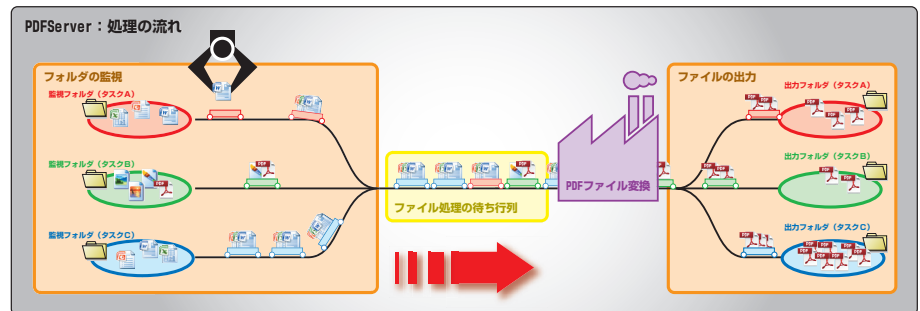 PDFServer：処理の流れ
フォルダの監視
監視フォルダ（タスクA）
監視フォルダ（タスクB）
監視フォルダ（タスクC）
ファイル処理の待ち行列
PDFファイル変換
ファイルの出力
出力フォルダ（タスクA）
出力フォルダ（タスクB）
出力フォルダ（タスクC）